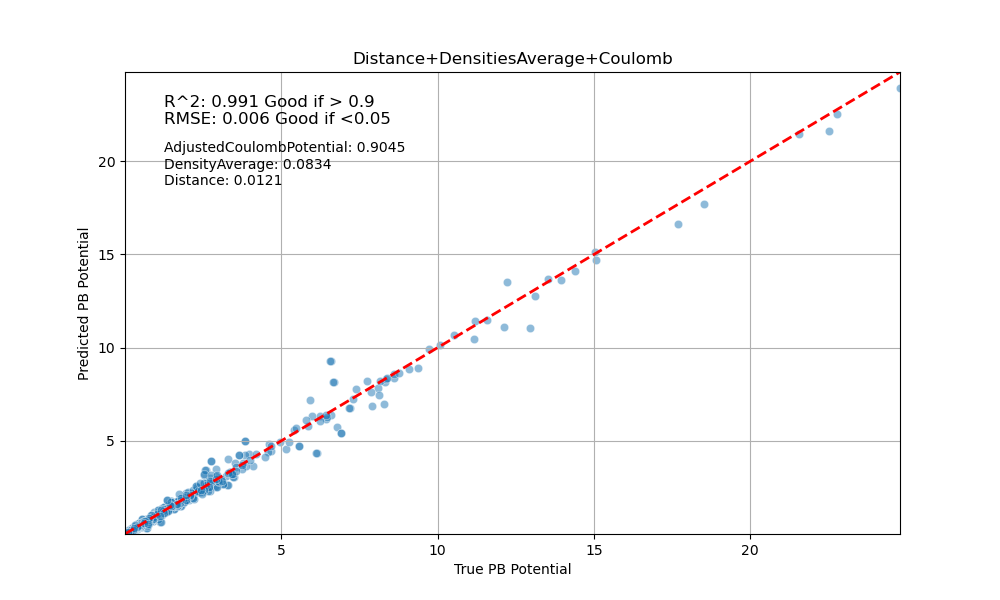 Distance+DensitiesAverage+Coulomb
R^2: 0.991 Good if > 0.9
RMSE: 0.006 Good if <0.05
AdjustedCoulombPotential: 0.9045
DensityAverage: 0.0834
Distance: 0.0121
Predicted PB Potential
20
15
10
5
5
10
15
20
True PB Potential